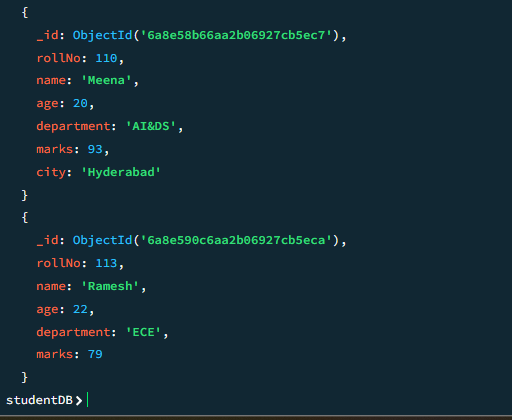 {
_id: ObjectId('6a8e58b66aa2b06927cb5ec7'),
rollNo: 110,
name: 'Meena',
age: 20,
department: 'AI&DS',
marks: 93,
city: 'Hyderabad'
}
{
_id: ObjectId('6a8e590c6aa2b06927cb5eca'),
rollNo: 113,
name: 'Ramesh',
age: 22,
department: 'ECE',
marks: 79
}
studentDB>